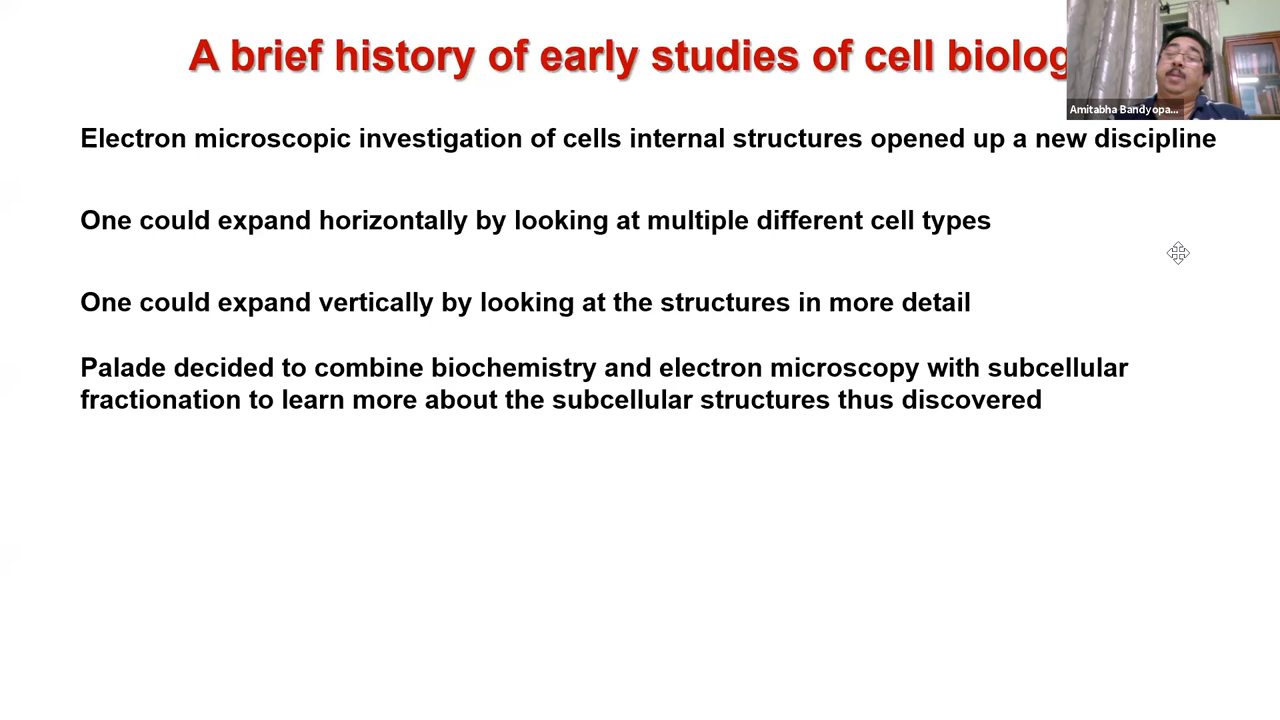 A brief history of early studies of cell biolog
Amitabha Bandyopa...
Electron microscopic investigation of cells internal structures opened up a new discipline
One could expand horizontally by looking at multiple different cell types
One could expand vertically by looking at the structures in more detail
Palade decided to combine biochemistry and electron microscopy with subcellular
fractionation to learn more about the subcellular structures thus discovered